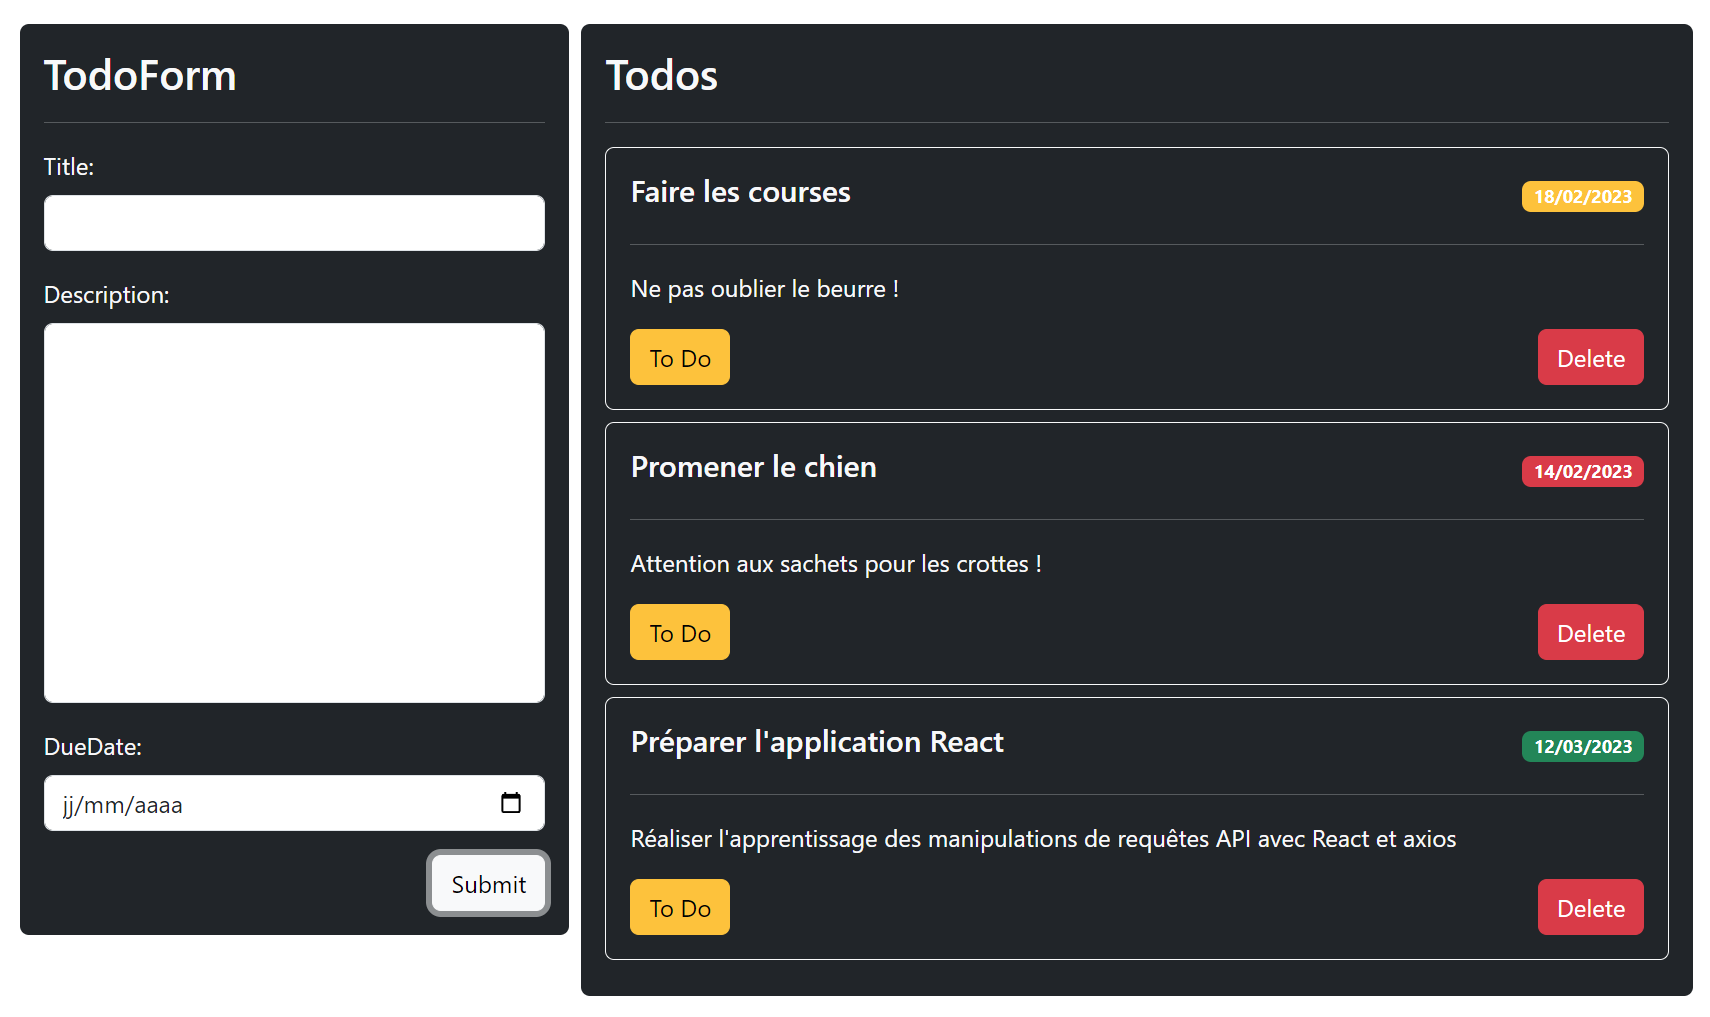 TodoForm
Title:
Description:
DueDate:
jj/mm/aaaa
Submit
Todos
Faire les courses
18/02/2023
Ne pas oublier le beurre !
To Do
Delete
Promener le chien
14/02/2023
Attention aux sachets pour les crottes !
To Do
Delete
Préparer l'application React
12/03/2023
Réaliser l'apprentissage des manipulations de requêtes API avec React et axios
To Do
Delete